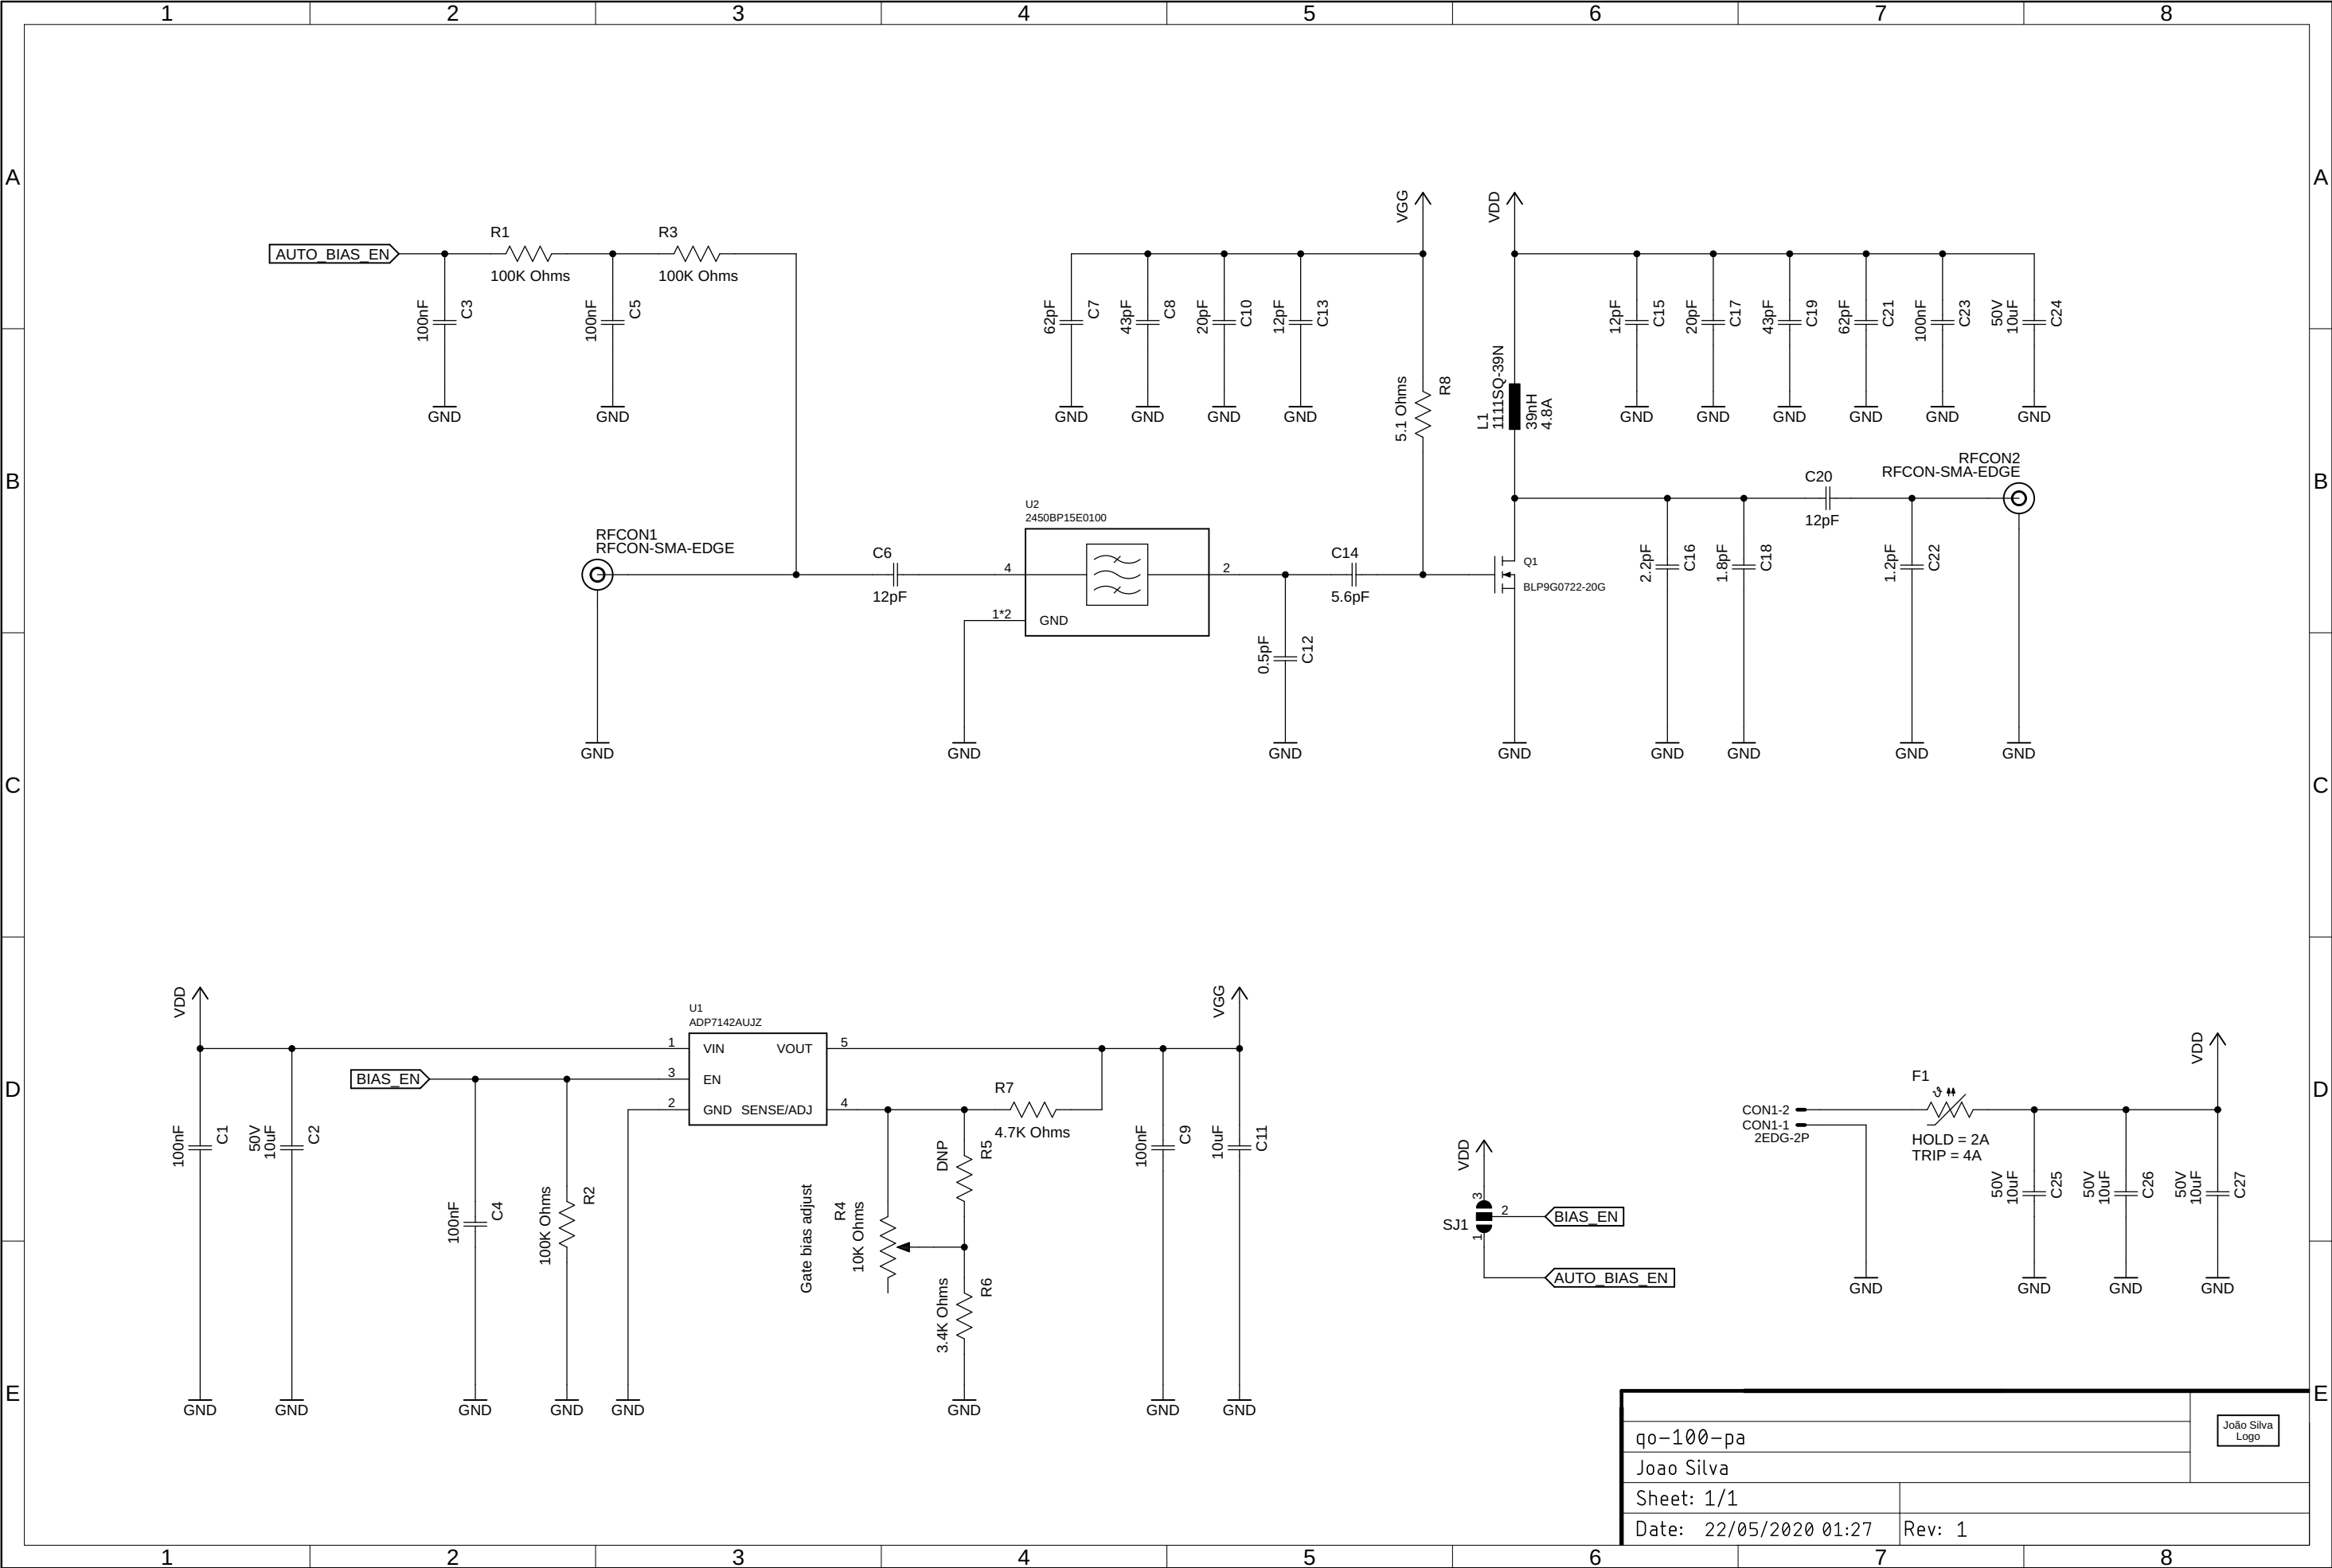 1 2 3 4 5 6 7 8
A
A
VGG
VDD
R1
R3
AUTO_BIAS_EN
100K Ohms
100K Ohms
100nF
C3
100nF
C5
62pF
C7
43pF
C8
20pF
C10
12pF
C13
12pF
C15
20pF
C17
43pF
C19
62pF
C21
100nF
C23
50V
10uF
C24
5.1 Ohms
R8
L1
1111SQ-39N
39nH
4.8A
GND
GND
GND
GND
GND
GND
GND
GND
GND
GND
GND
GND
B
B
RFCON2
RFCON-SMA-EDGE
C20
12pF
U2
2450BP15E0100
RFCON1
RFCON-SMA-EDGE
C6
12pF
4
2
1*2
GND
C14
5.6pF
Q1
BLP9G0722-20G
2.2pF
C16
1.8pF
C18
1.2pF
C22
0.5pF
C12
GND
GND
GND
GND
GND
GND
GND
GND
C
C
VDD
VGG
VDD
U1
ADP7142AUJZ
1
VIN
VOUT
5
BIAS_EN
3
EN
2
GND
SENSE/ADJ
4
R7
4.7K Ohms
D
D
100nF
C1
50V
10uF
C2
100nF
C4
100K Ohms
R2
Gate bias adjust
R4
10K Ohms
DNP
R5
3.4K Ohms
R6
100nF
C9
10uF
C11
F1
ϑ
CON1-2
CON1-1
2EDG-2P
HOLD = 2A
TRIP = 4A
VDD
3
2
1
SJ1
BIAS_EN
AUTO_BIAS_EN
50V
10uF
C25
50V
10uF
C26
50V
10uF
C27
GND
GND
GND
GND
E
E
GND
GND
GND
GND
GND
GND
GND
GND
João Silva
Logo
qo-100-pa
Joao Silva
Sheet: 1/1
Date: 22/05/2020 01:27
Rev: 1
1 2 3 4 5 6 7 8